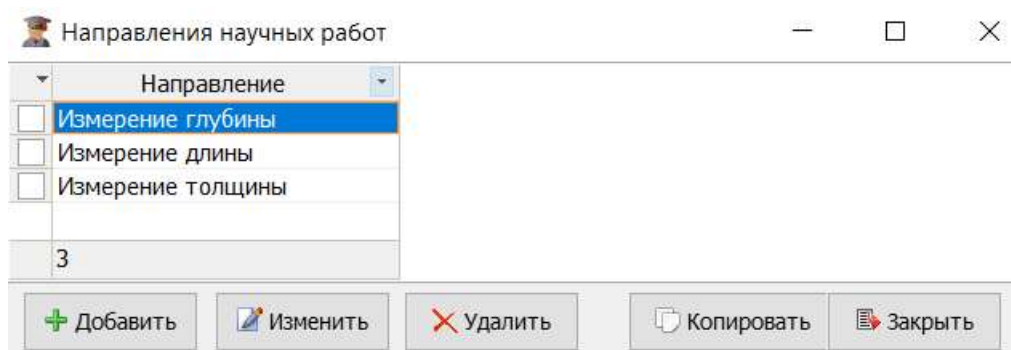 Направления научных работ
Направление
Измерение глубины
Измерение длины
Измерение толщины
3
Добавить Изменить Удалить Копировать Закрыть